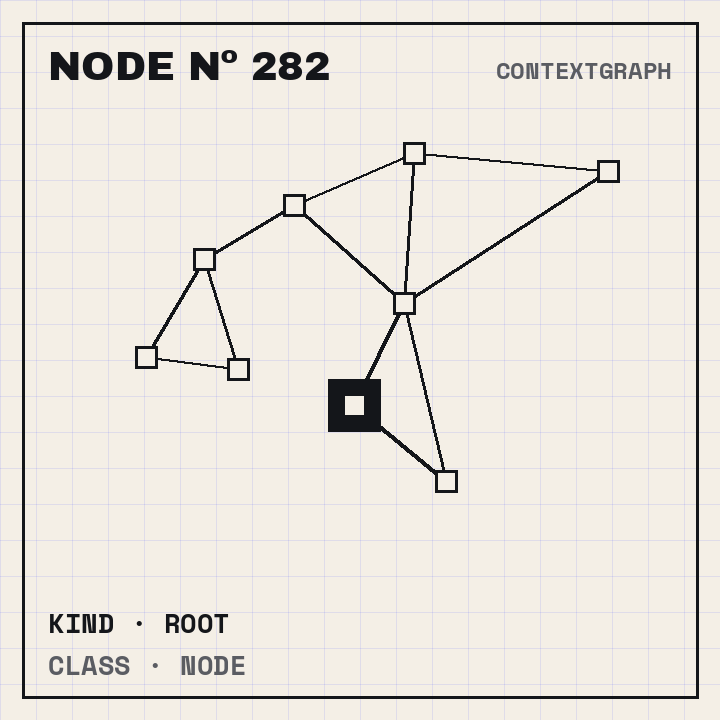 NODE Nº 282
CONTEXTGRAPH
KIND · ROOT
CLASS · NODE